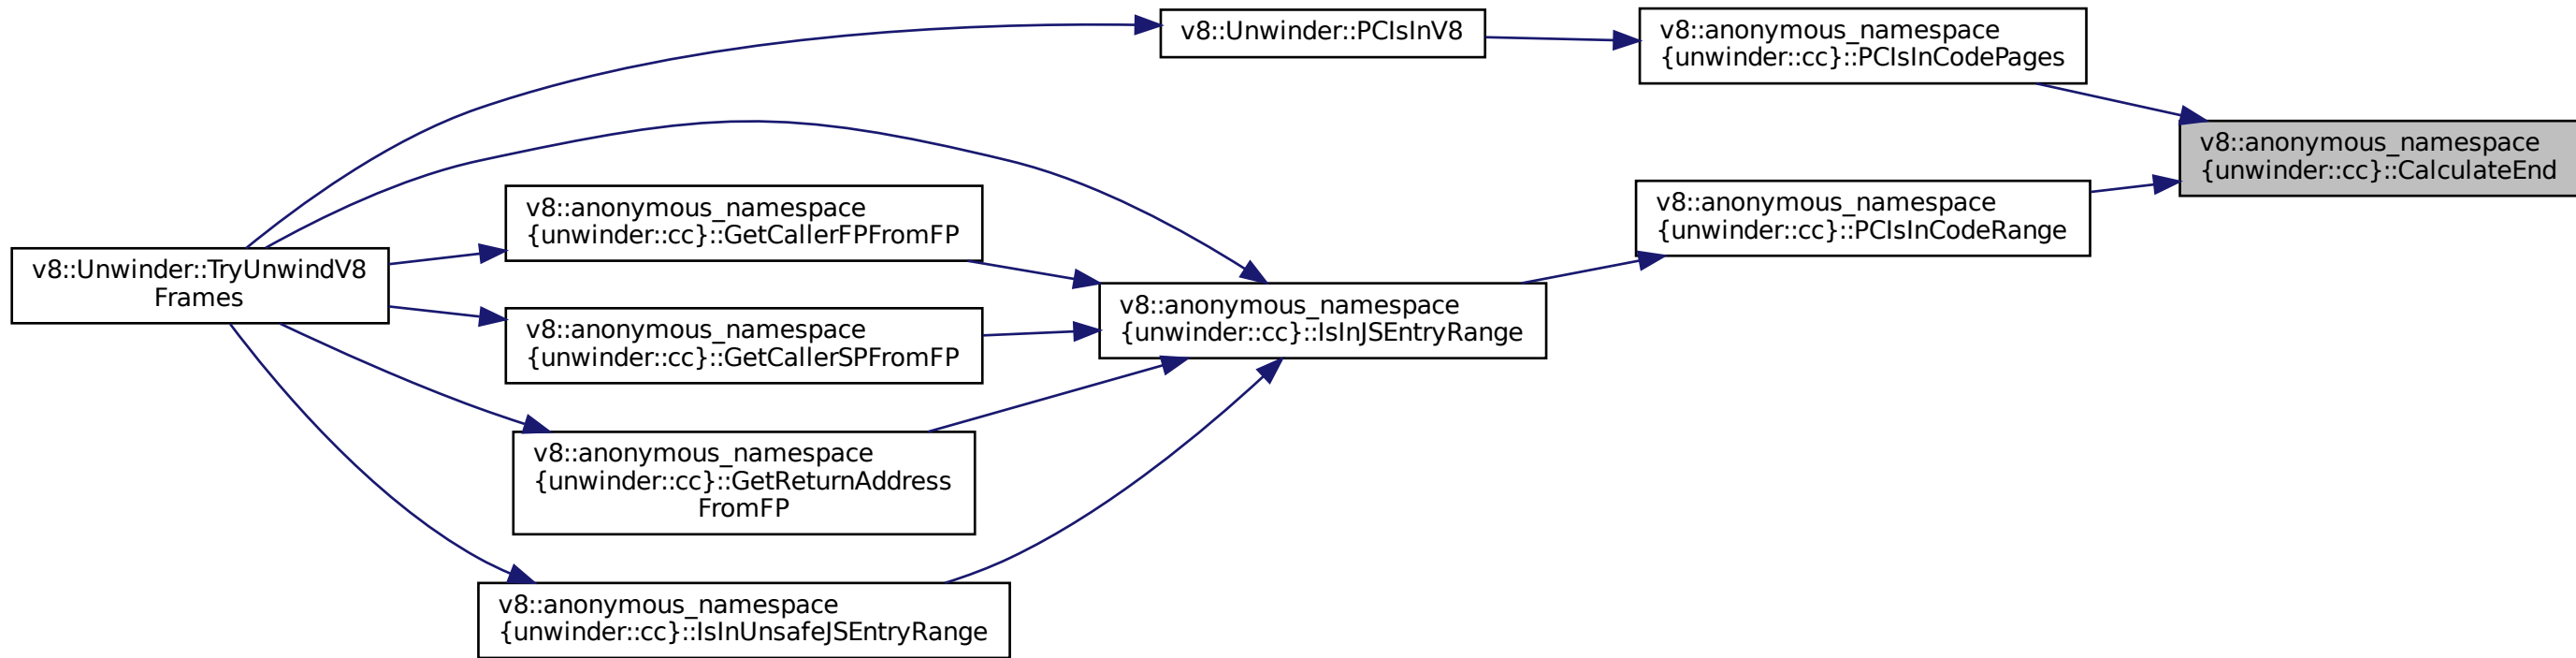 v8::Unwinder::PCIsInV8
v8::anonymous_namespace
{unwinder::cc}::PCIsInCodePages
v8::anonymous_namespace
{unwinder::cc}::CalculateEnd
v8::anonymous_namespace
{unwinder::cc}::GetCallerFPFromFP
v8::anonymous_namespace
{unwinder::cc}::PCIsInCodeRange
v8::Unwinder::TryUnwindV8
Frames
v8::anonymous_namespace
{unwinder::cc}::GetCallerSPFromFP
v8::anonymous_namespace
{unwinder::cc}::IsInJSEntryRange
v8::anonymous_namespace
{unwinder::cc}::GetReturnAddress
FromFP
v8::anonymous_namespace
{unwinder::cc}::IsInUnsafeJSEntryRange